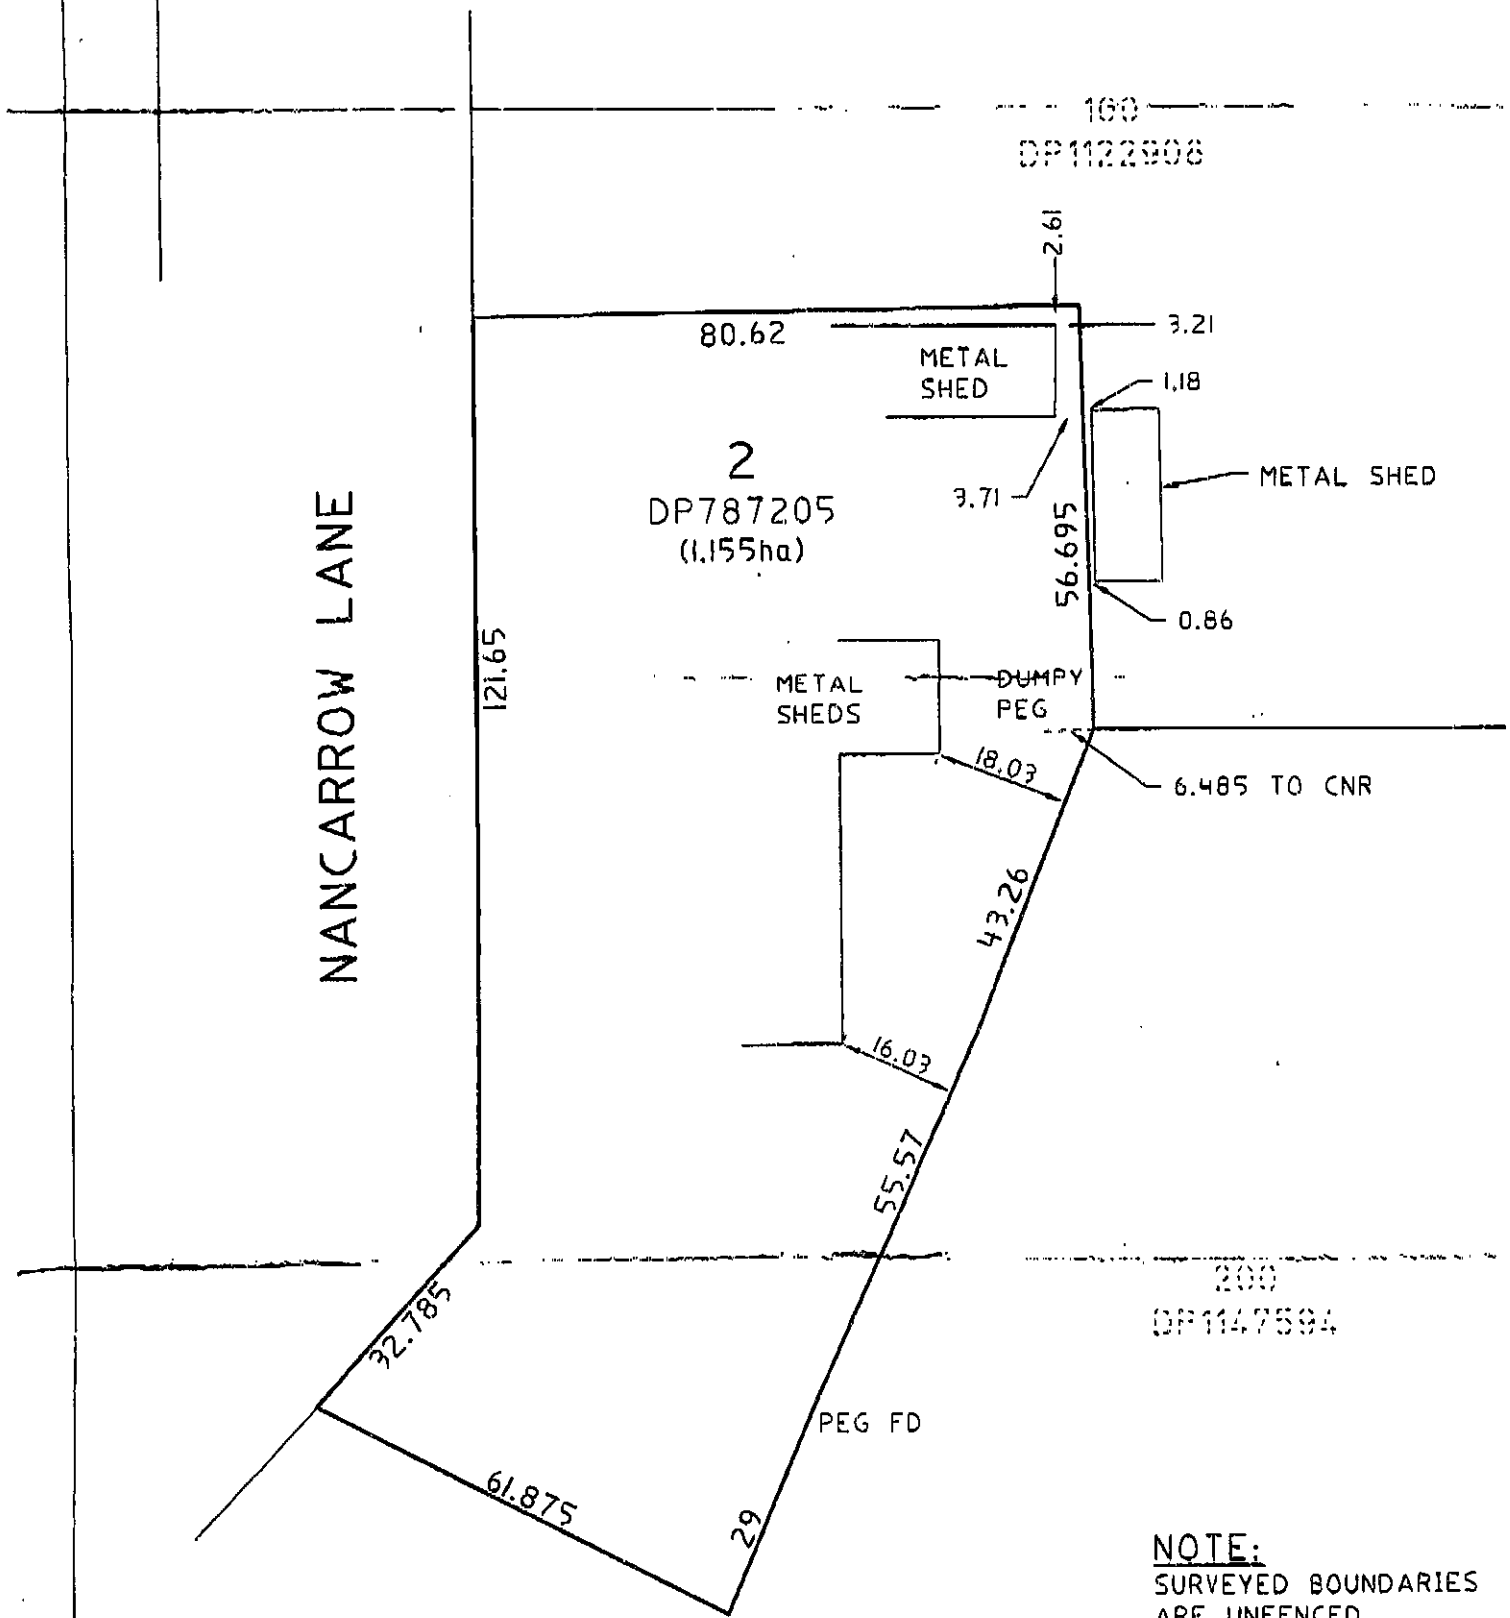 100
DP1122908
2.61
80.62
3.21
METAL
SHED
1.18
2
DP787205
(1.155ha)
3.71
METAL SHED
56.695
0.86
NANCARROW LANE
121.65
METAL
SHEDS
DUMPY
PEG
18.03
6.485 TO CNR
43.26
16.03
55.57
200
DP1147594
32.785
PEG FD
61.875
29
NOTE:
SURVEYED BOUNDARIES
ARE UNFENCED